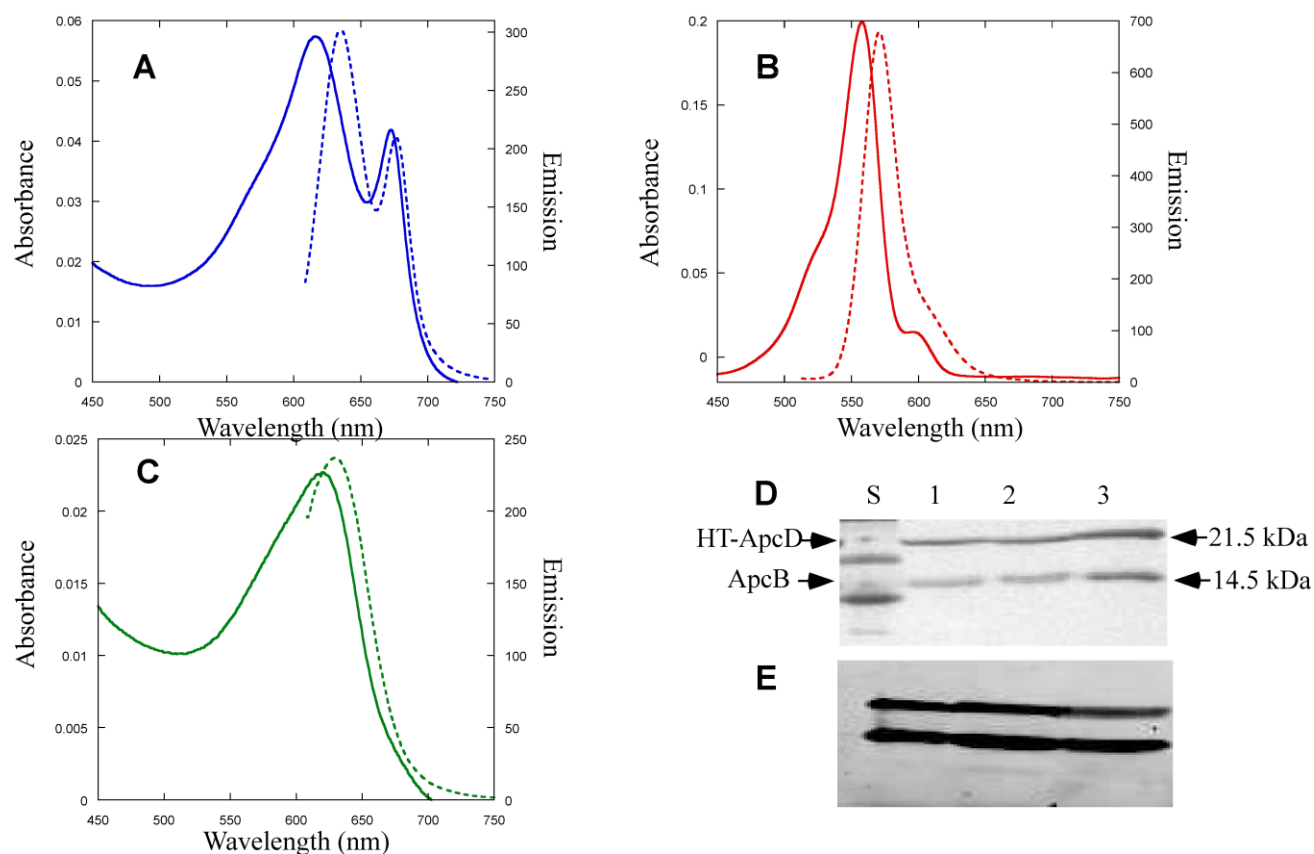 A
Absorbance
0.06
0.05
0.04
0.03
0.02
0.01
0
Emission
300
250
200
150
100
50
0
450 500 550 600 650 700 750
Wavelength (nm)
B
Absorbance
0.2
0.15
0.1
0.05
0
Emission
700
600
500
400
300
200
100
0
450 500 550 600 650 700 750
Wavelength (nm)
C
Absorbance
0.025
0.02
0.015
0.01
0.005
0
Emission
250
200
150
100
50
0
450 500 550 600 650 700 750
Wavelength (nm)
D S 1 2 3
HT-ApcD 21.5 kDa
ApcB 14.5 kDa
E